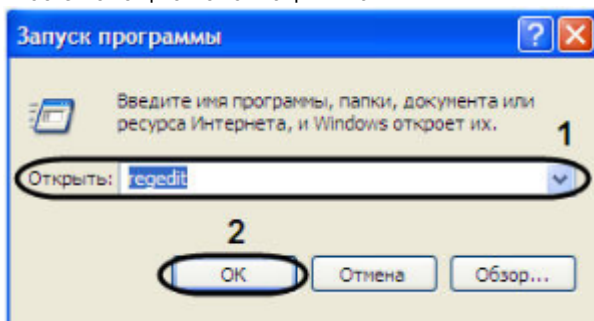 Запуск программы
Введите имя программы, папки, документа или
ресурса Интернета, и Windows откроет их.
1
Открыть: regedit
2
ОК Отмена Обзор...